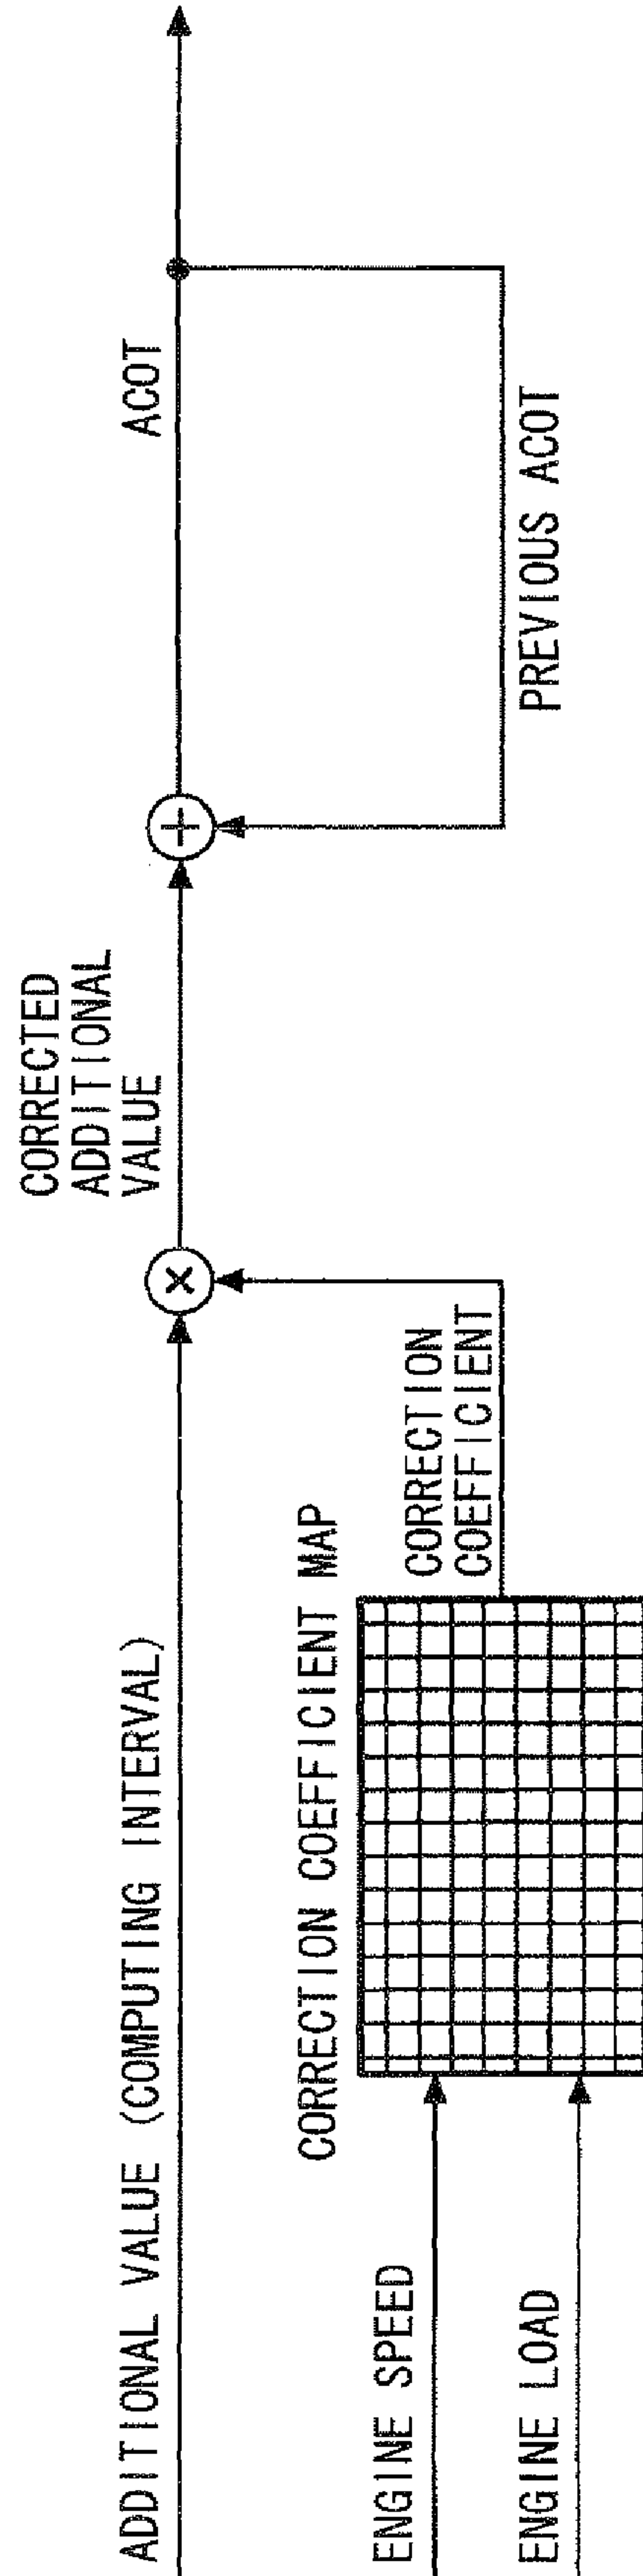 ADDITIONAL VALUE (COMPUTING INTERVAL)
CORRECTED
ADDITIONAL
VALUE
ACOT
CORRECTION COEFFICIENT MAP
ENGINE SPEED
ENGINE LOAD
CORRECTION
COEFFICIENT
PREVIOUS ACOT